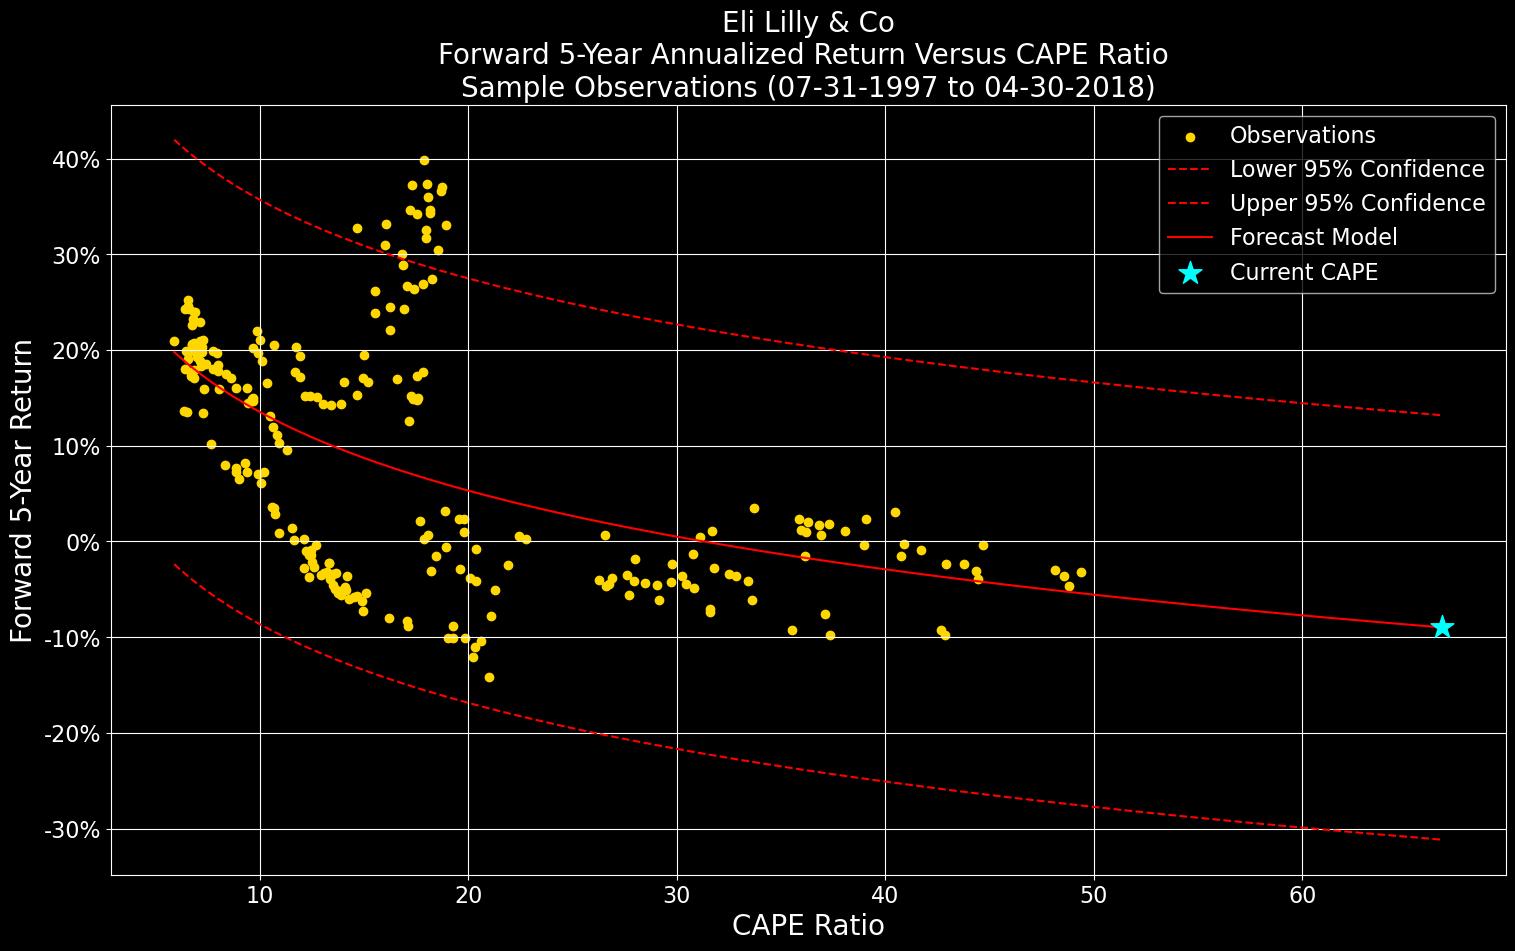 Eli Lilly & Co
Forward 5-Year Annualized Return Versus CAPE Ratio
Sample Observations (07-31-1997 to 04-30-2018)
Observations
Lower 95% Confidence
Upper 95% Confidence
Forecast Model
Current CAPE
Forward 5-Year Return
40%
30%
20%
10%
0%
-10%
-20%
-30%
10 20 30 40 50 60
CAPE Ratio